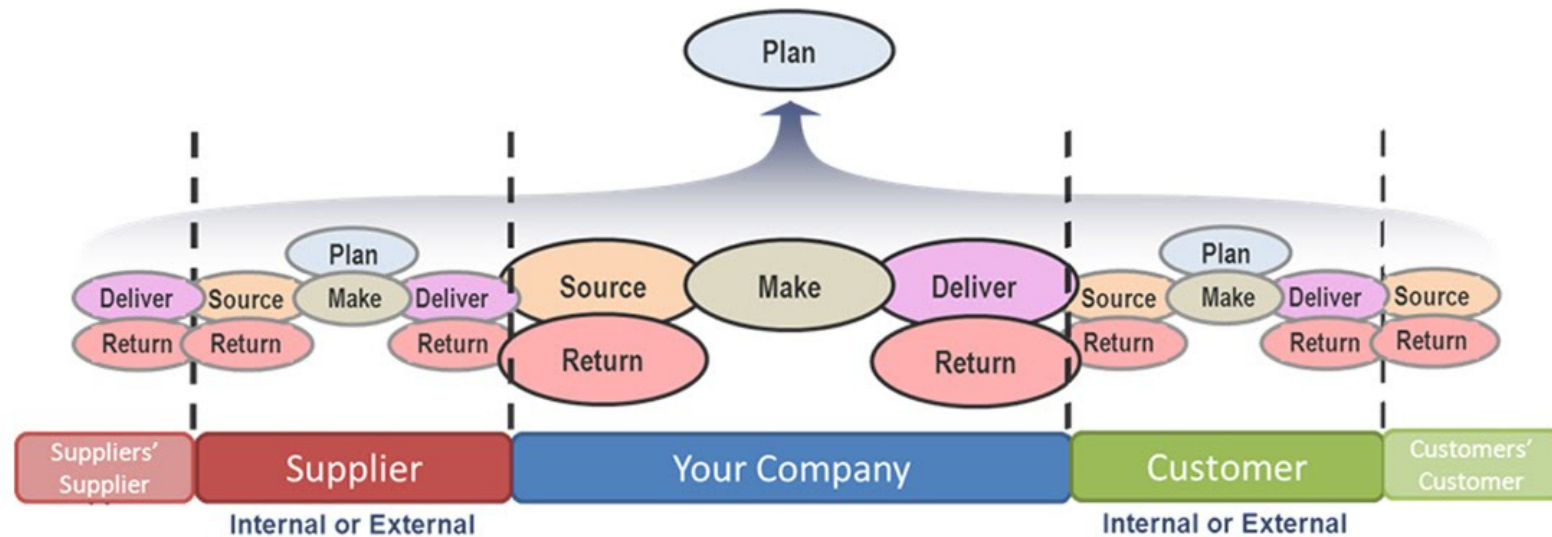 Plan
Plan
Plan
Deliver Source Make Deliver Source Make Deliver Source Make Deliver Source
Return Return Return Return Return Return Return Return
Suppliers' Supplier Your Company Customer Customers'
Supplier Customer
Internal or External Internal or External